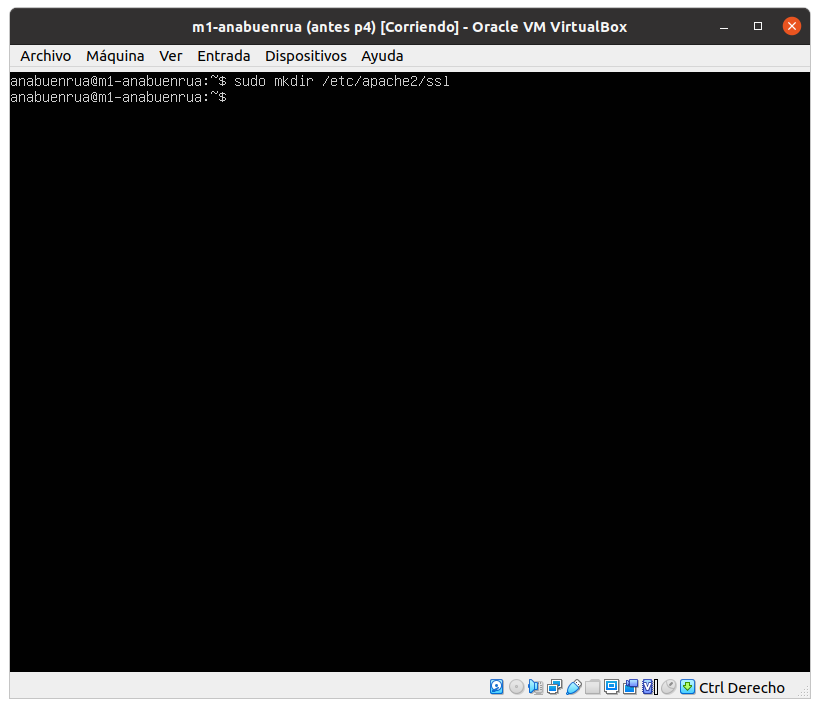 m1-anabuenrua (antes p4) [Corriendo] - Oracle VM VirtualBox
Archivo Máquina Ver Entrada Dispositivos Ayuda
anabuenrua@m1-anabuenrua:~$ sudo mkdir /etc/apache2/ssl
anabuenrua@m1-anabuenrua:~$
Ctrl Derecho